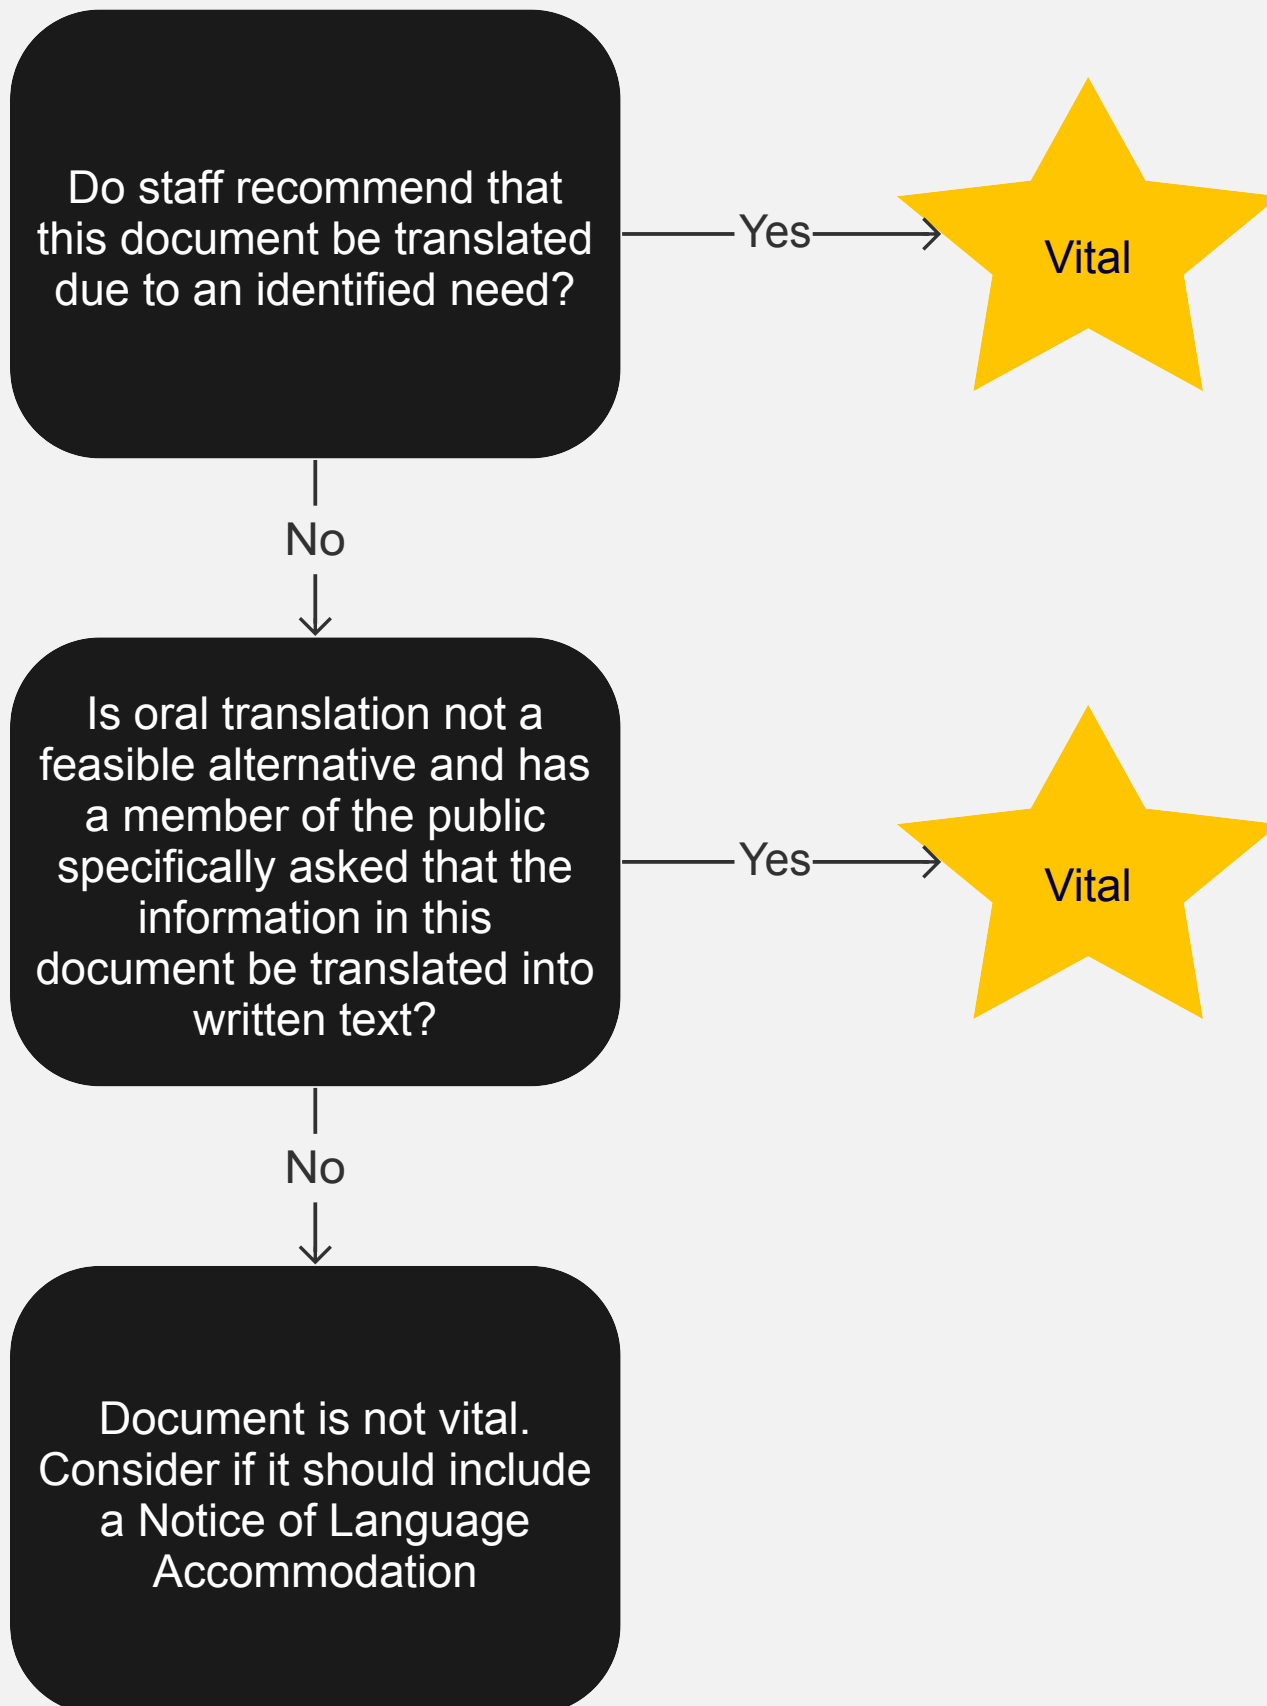 Do staff recommend that
this document be translated
due to an identified need?
Yes
Vital
No
Is oral translation not a
feasible alternative and has
a member of the public
specifically asked that the
information in this
document be translated into
written text?
Yes
Vital
No
Document is not vital.
Consider if it should include
a Notice of Language
Accommodation